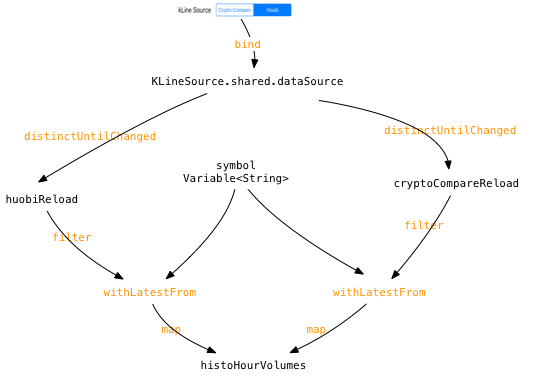 kLine Source Crypto Compare Houbi
bind
KLineSource.shared.dataSource
distinctUntilChanged distinctUntilChanged
symbol
Variable<String>
huobiReload cryptoCompareReload
filter filter
withLatestFrom withLatestFrom
map map
histoHourVolumes